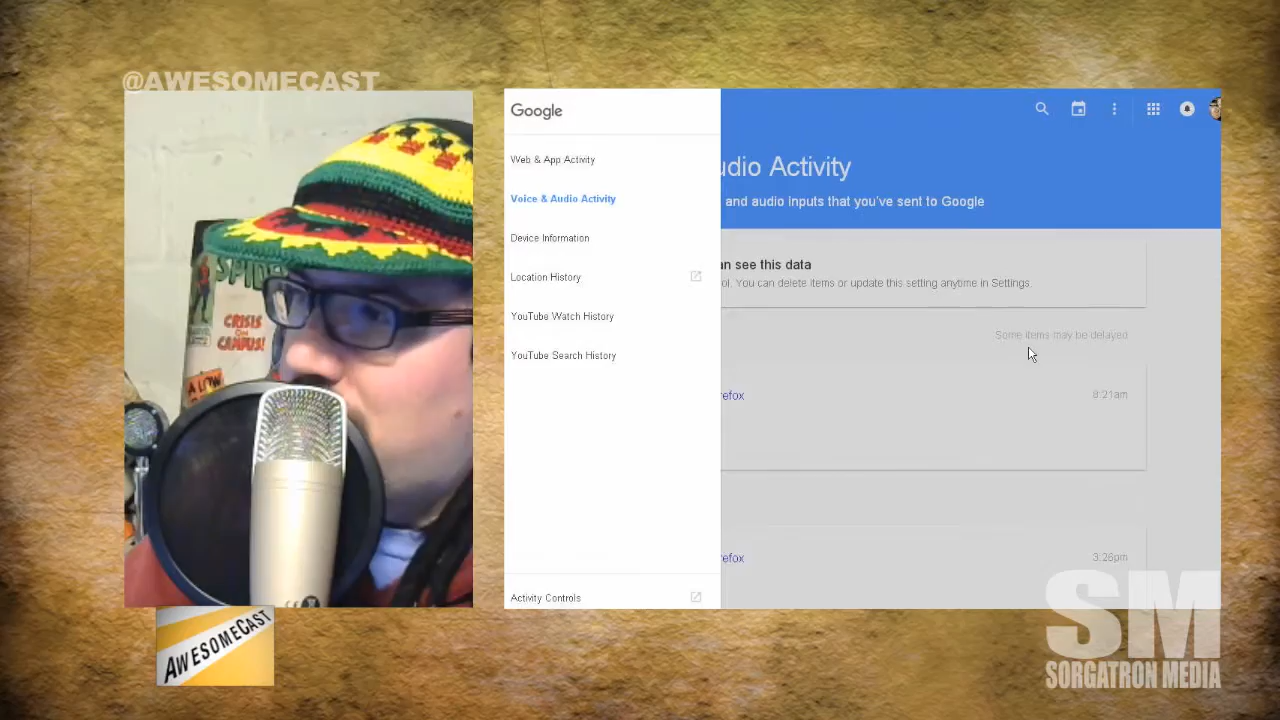 @AWESOMECAST
SPID
CRISIS
ON
CAMPUS!
A LOW
AWESOMECAST
Google
Web & App Activity
Voice & Audio Activity
Device Information
Location History
YouTube Watch History
YouTube Search History
Activity Controls
udio Activity
and audio inputs that you've sent to Google
an see this data
ol. You can delete items or update this setting anytime in Settings.
Some items may be delayed
refox
8:21am
refox
3:26pm
SM
SORGATRON MEDIA